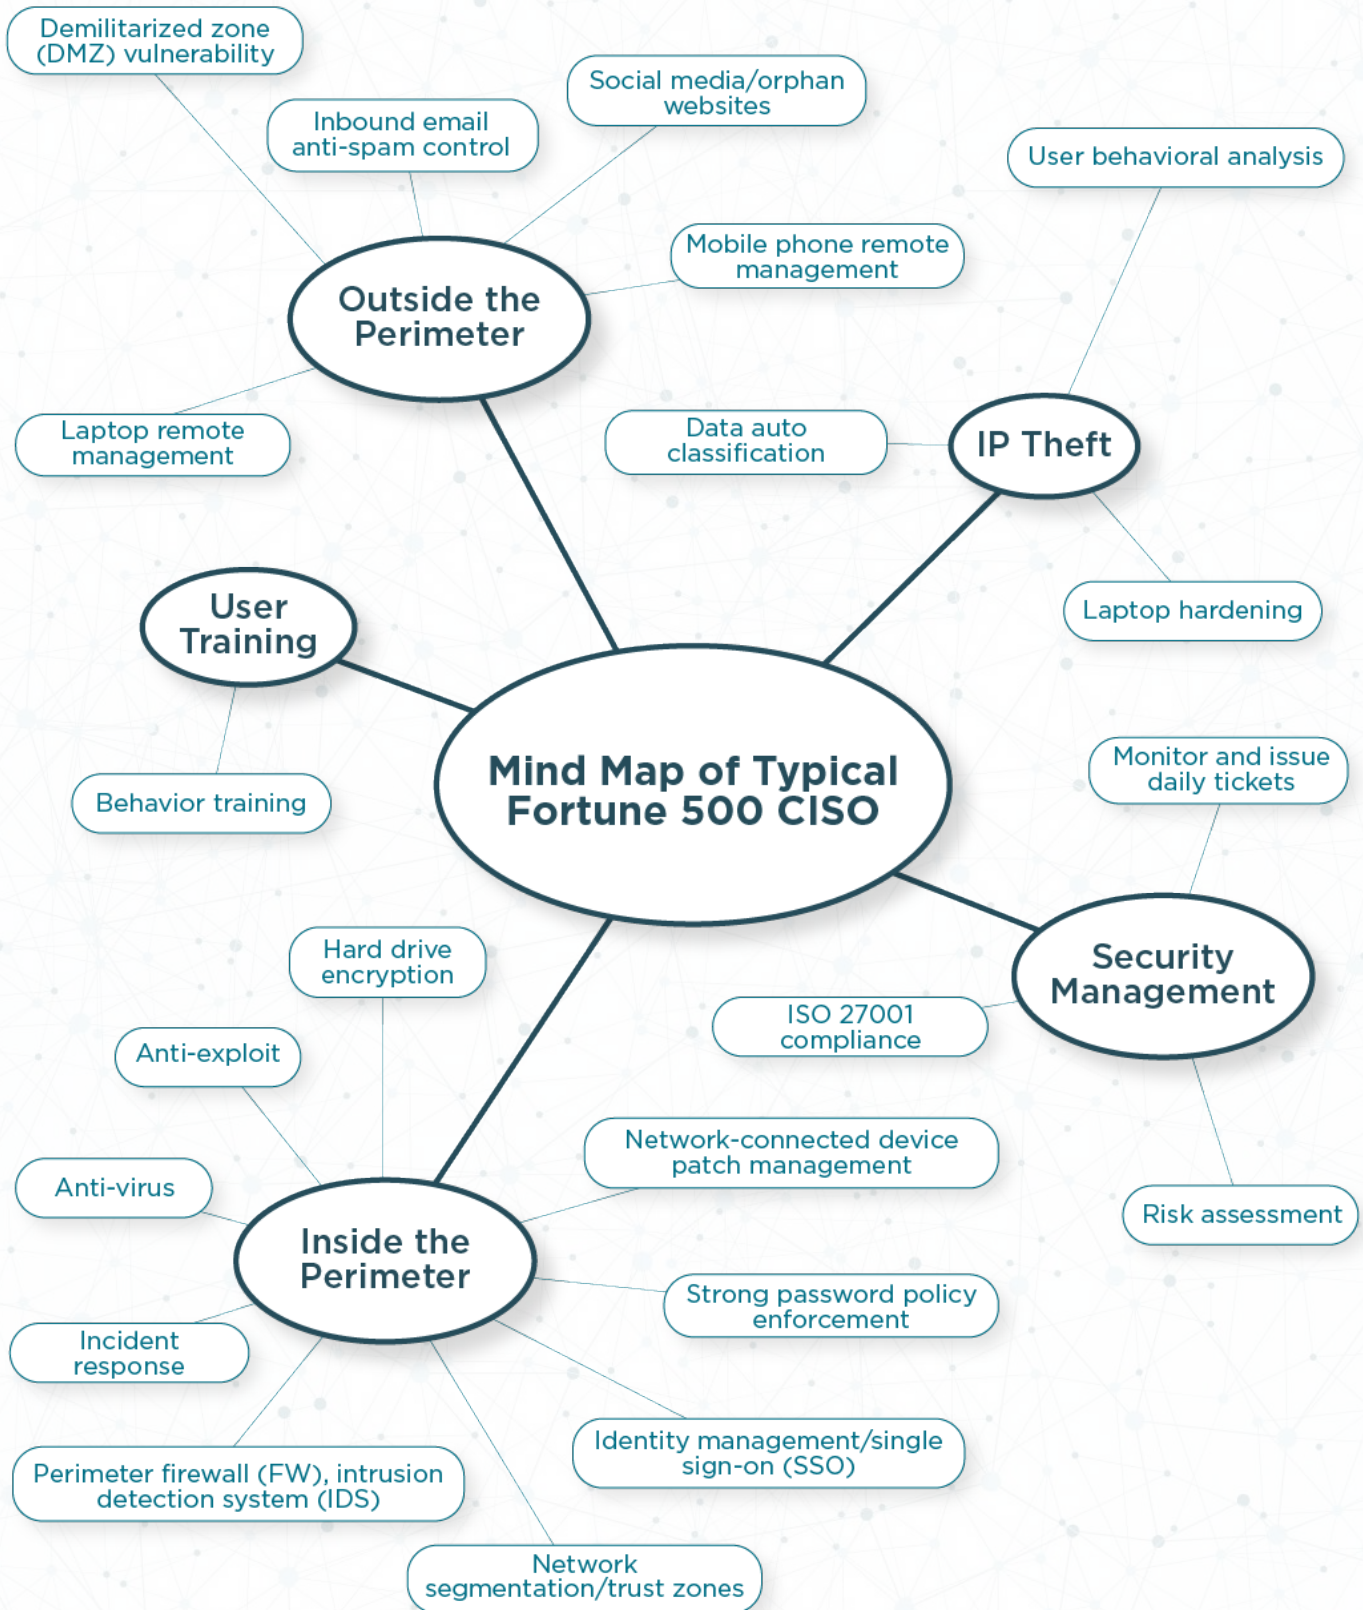 Demilitarized zone
(DMZ) vulnerability
Inbound email
anti-spam control
Social media/orphan
websites
User behavioral analysis
Mobile phone remote
management
Outside the
Perimeter
Laptop remote
management
Data auto
classification
IP Theft
Laptop hardening
User
Training
Behavior training
Mind Map of Typical
Fortune 500 CISO
Monitor and issue
daily tickets
Security
Management
ISO 27001
compliance
Risk assessment
Hard drive
encryption
Anti-exploit
Anti-virus
Network-connected device
patch management
Inside the
Perimeter
Strong password policy
enforcement
Incident
response
Identity management/single
sign-on (SSO)
Perimeter firewall (FW), intrusion
detection system (IDS)
Network
segmentation/trust zones